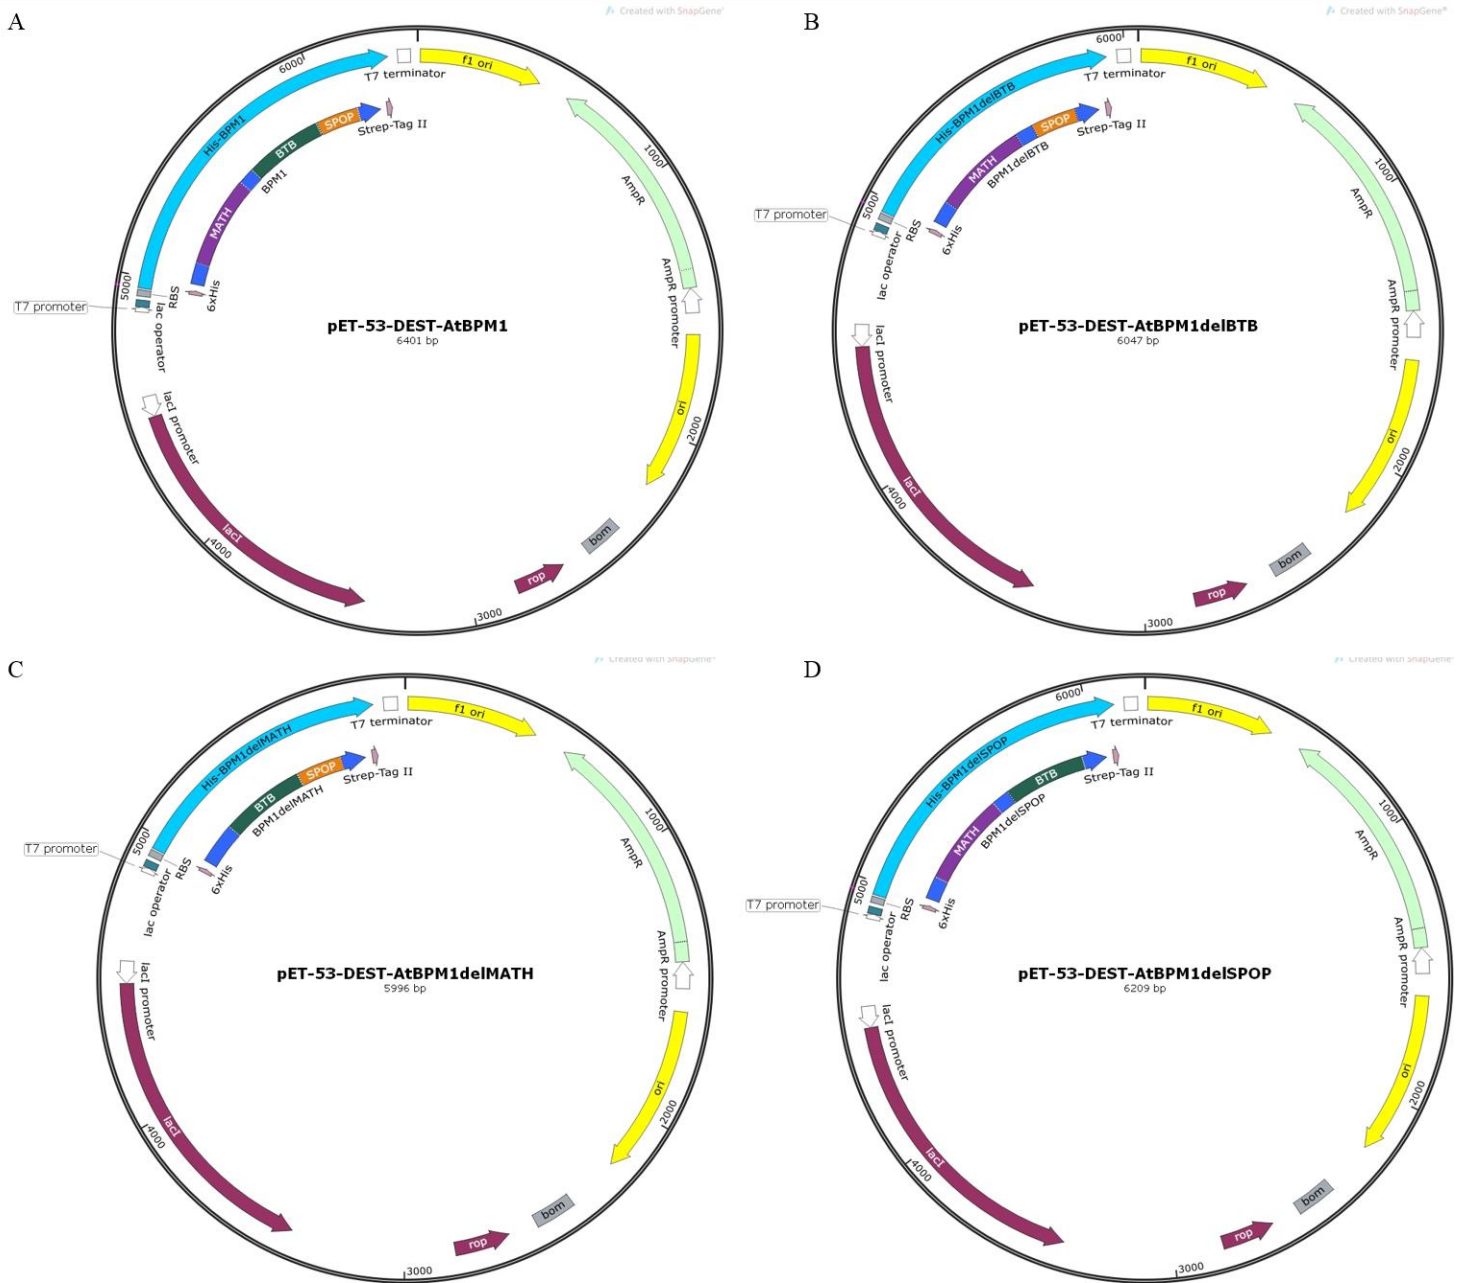 A
Created with SnapGene
6000
T7 terminator
f1 ori
His-BPM1
SPOP
Strep-Tag II
BTB
BPM1
MATH
1000
AmpR
5000
RBS
6xHis
T7 promoter
lac operator
AmpR promoter
pET-53-DEST-AtBPM1
6401 bp
lacI promoter
ori
2000
lacI
4000
bom
rop
3000
B
Created with SnapGene®
6000
T7 terminator
f1 ori
His-BPM1delBTB
SPOP
Strep-Tag II
MATH
BPM1delBTB
1000
AmpR
5000
T7 promoter
RBS
6xHis
lac operator
AmpR promoter
pET-53-DEST-AtBPM1delBTB
6047 bp
lacI promoter
ori
2000
lacI
4000
bom
rop
3000
C
Created with SnapGene®
T7 terminator
f1 ori
His-BPM1delMATH
SPOP
Strep-Tag II
BTB
BPM1delMATH
1000
AmpR
5000
T7 promoter
RBS
6xHis
lac operator
AmpR promoter
pET-53-DEST-AtBPM1delMATH
5996 bp
lacI promoter
ori
2000
lacI
4000
bom
rop
3000
D
Created with SnapGene®
6000
T7 terminator
f1 ori
His-BPM1delSPOP
BTB
Strep-Tag II
MATH
BPM1delSPOP
1000
AmpR
5000
T7 promoter
RBS
6xHis
lac operator
AmpR promoter
pET-53-DEST-AtBPM1delSPOP
6209 bp
lacI promoter
ori
2000
lacI
4000
bom
rop
3000